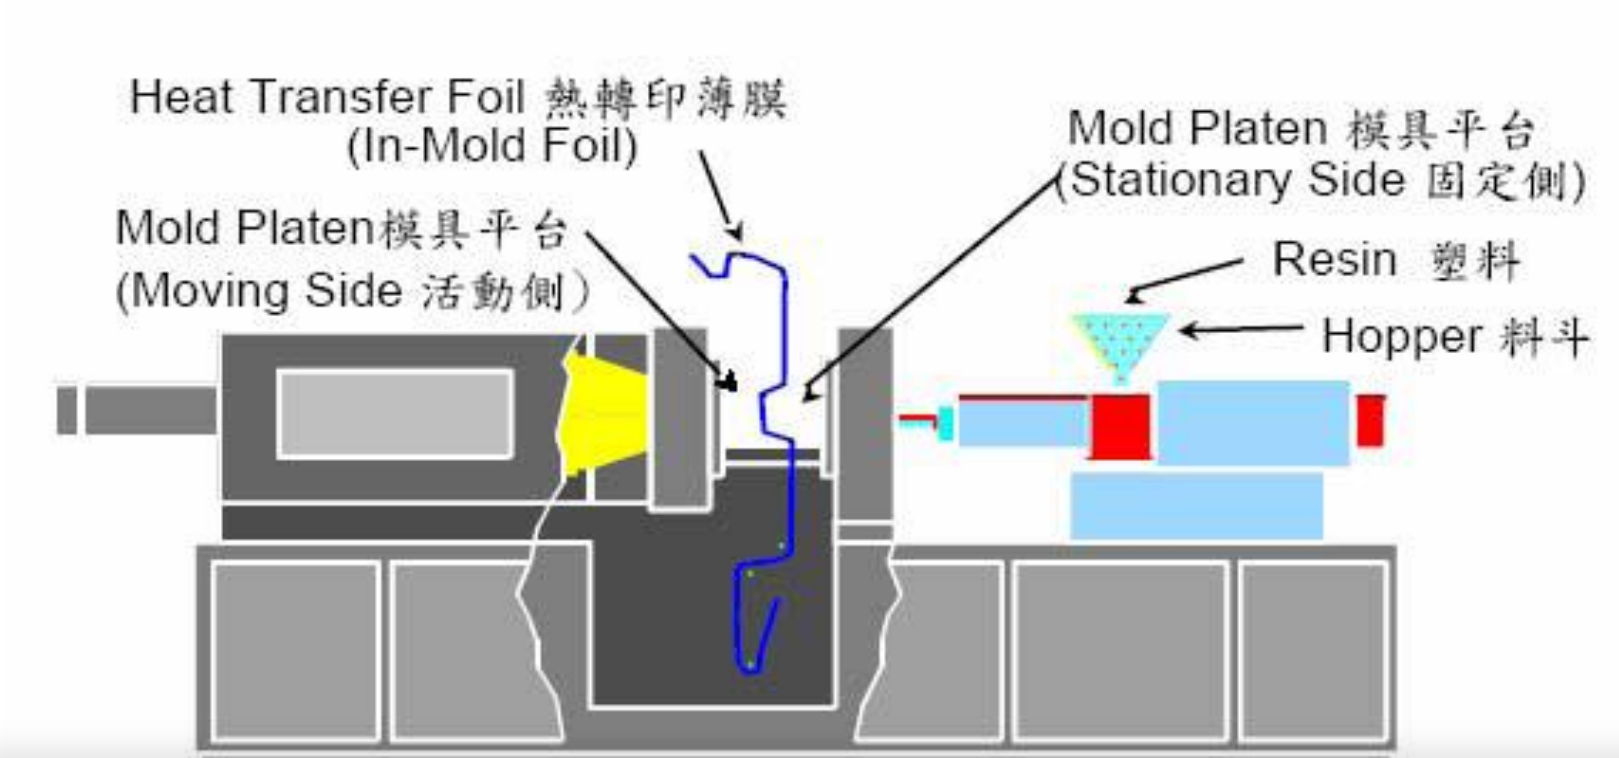 Heat Transfer Foil 熱轉印薄膜
(In-Mold Foil)
Mold Platen 模具平台
(Stationary Side 固定側)
Mold Platen模具平台
(Moving Side 活動側)
Resin 塑料
Hopper 料斗